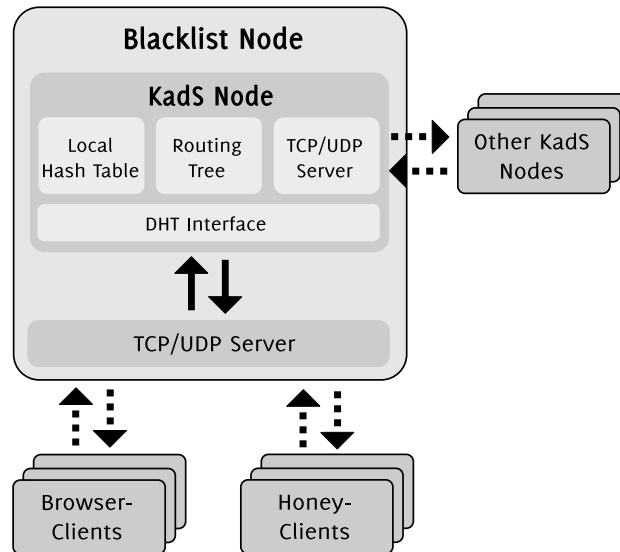 Blacklist Node
KadS Node
Local
Hash Table
Routing
Tree
TCP/UDP
Server
Other KadS
Nodes
DHT Interface
TCP/UDP Server
Browser-
Clients
Honey-
Clients